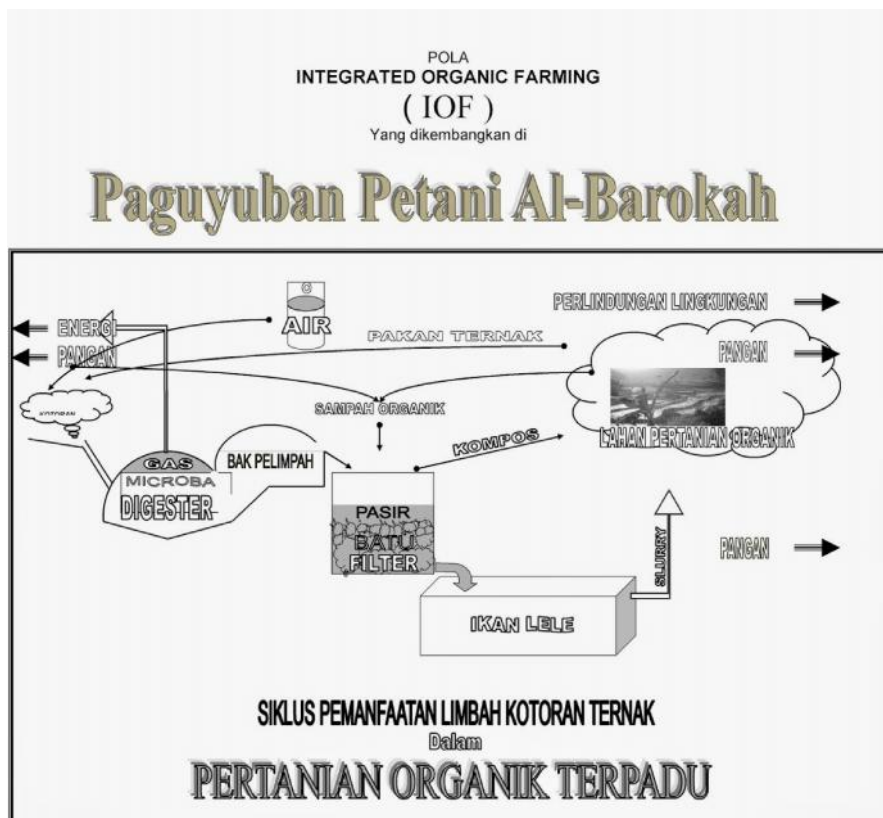 POLA
INTEGRATED ORGANIC FARMING
( IOF )
Yang dikembangkan di
Paguyuban Petani Al-Barokah
PERLINDUNGAN LINGKUNGAN
ENERGI
AIR
PAKAN TERNAK
PANGAN
PANGAN
KOTORAN
SAMPAH ORGANIK
LAHAN PERTANIAN ORGANIK
KOMPOS
GAS
BAK PELIMPAH
MICROBA
DIGESTER
PASIR
BATU
FILTER
SLURRY
PANGAN
IKAN LELE
SIKLUS PEMANFAATAN LIMBAH KOTORAN TERNAK
Dalam
PERTANIAN ORGANIK TERPADU